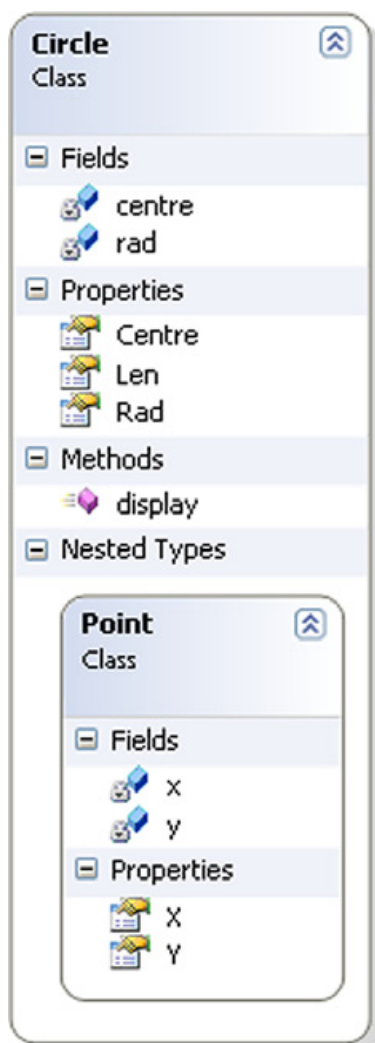 Circle
Class
Fields
centre
rad
Properties
Centre
Len
Rad
Methods
display
Nested Types
Point
Class
Fields
x
y
Properties
X
Y